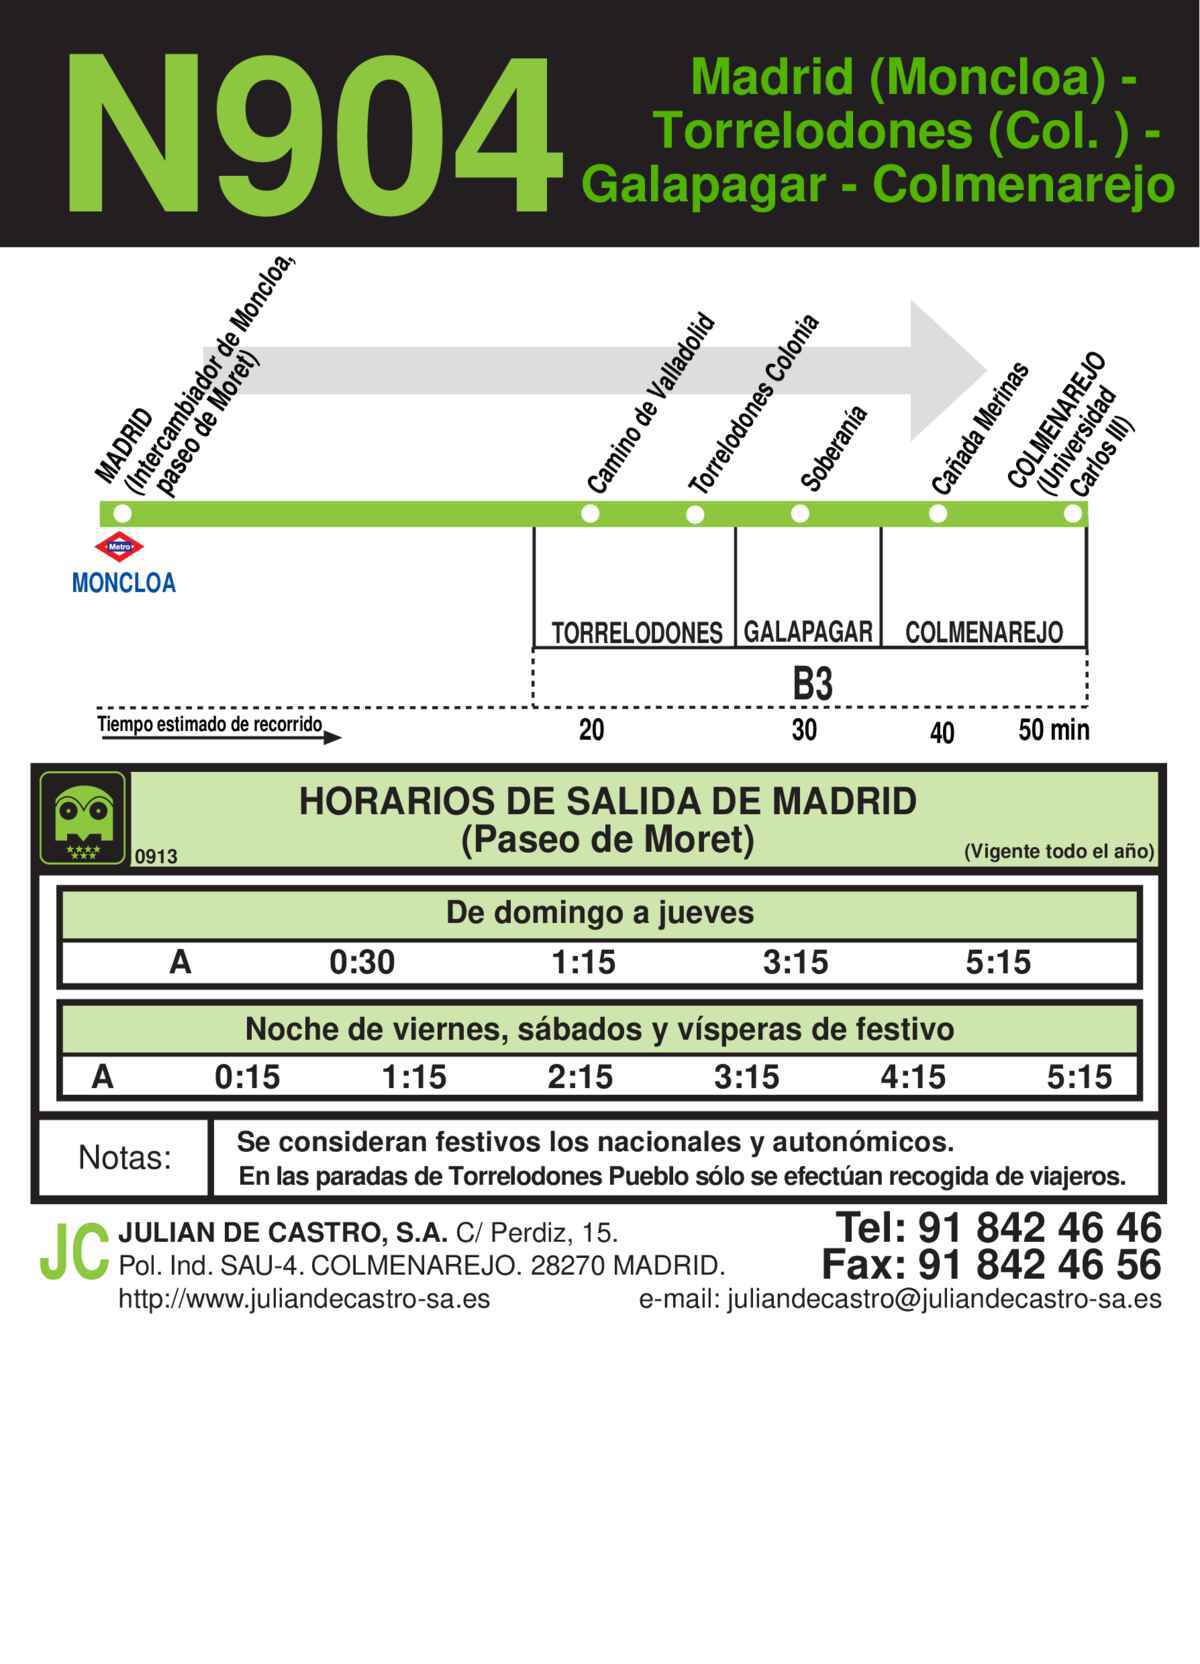 N904
Madrid (Moncloa) -
Torrelodones (Col. ) -
Galapagar - Colmenarejo
MADRID
(Intercambiador de Moncloa,
paseo de Moret)
Camino de Valladolid
Torrelodones Colonia
Soberanía
Cañada Merinas
COLMENAREJO
(Universidad
Carlos III)
Metro
MONCLOA
TORRELODONES
GALAPAGAR
COLMENAREJO
B3
Tiempo estimado de recorrido
20 30 40 50 min
HORARIOS DE SALIDA DE MADRID
(Paseo de Moret)
0913
(Vigente todo el año)
De domingo a jueves
A 0:30 1:15 3:15 5:15
Noche de viernes, sábados y vísperas de festivo
A 0:15 1:15 2:15 3:15 4:15 5:15
Notas:
Se consideran festivos los nacionales y autonómicos.
En las paradas de Torrelodones Pueblo sólo se efectúan recogida de viajeros.
JC
JULIAN DE CASTRO, S.A. C/ Perdiz, 15.
Pol. Ind. SAU-4. COLMENAREJO. 28270 MADRID.
http://www.juliandecastro-sa.es
Tel: 91 842 46 46
Fax: 91 842 46 56
e-mail: juliandecastro@juliandecastro-sa.es